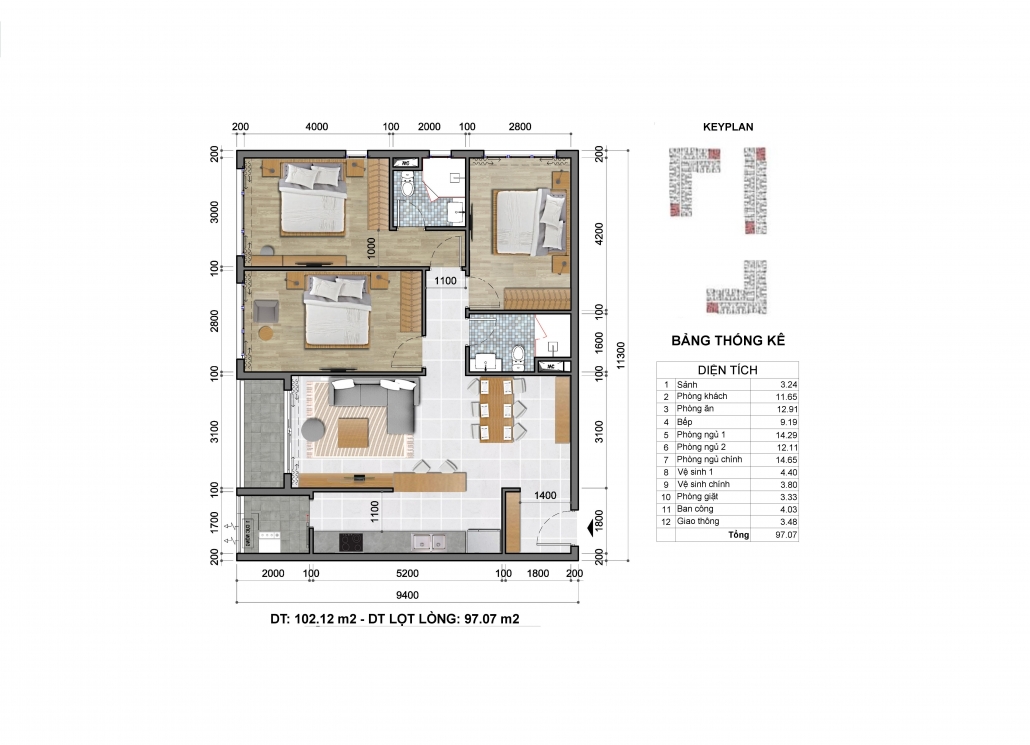 200 4000 100 2000 100 2800
KEYPLAN
200
3000
100
2800
100
3100
100
1700
200
200
4200
100
1600
100
3100
1800
200
11300
1000
1100
1100
1400
2000 100 5200 100 1800 200
9400
DT: 102.12 m2 - DT LỌT LÒNG: 97.07 m2
BẢNG THỐNG KÊ
DIỆN TÍCH
1 Sảnh 3.24
2 Phòng khách 11.65
3 Phòng ăn 12.91
4 Bếp 9.19
5 Phòng ngủ 1 14.29
6 Phòng ngủ 2 12.11
7 Phòng ngủ chính 14.65
8 Vệ sinh 1 4.40
9 Vệ sinh chính 3.80
10 Phòng giặt 3.33
11 Ban công 4.03
12 Giao thông 3.48
Tổng 97.07